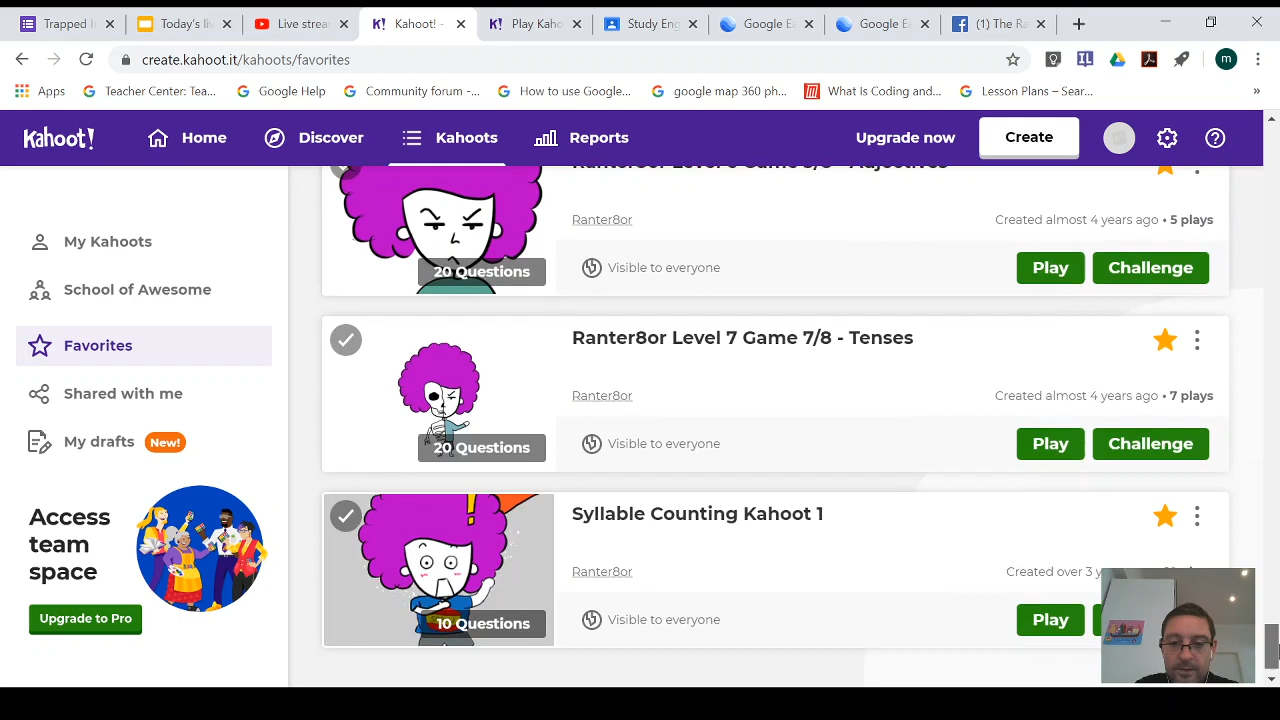 Trapped I
Today's liv
Live strea
Kahoot! -
Play Kaho
Study Eng
Google Ea
Google Ea
(1) The Ra
create.kahoot.it/kahoots/favorites
m
Apps
Teacher Center: Tea...
Google Help
Community forum -...
How to use Google...
google map 360 ph...
What Is Coding and...
Lesson Plans – Sear...
Kahoot!
Home
Discover
Kahoots
Reports
Upgrade now
Create
My Kahoots
School of Awesome
Favorites
Shared with me
My drafts
New!
Access
team
space
Upgrade to Pro
20 Questions
Adjectives
Ranter8or
Created almost 4 years ago • 5 plays
Visible to everyone
Play
Challenge
20 Questions
Ranter8or Level 7 Game 7/8 - Tenses
Ranter8or
Created almost 4 years ago • 7 plays
Visible to everyone
Play
Challenge
10 Questions
Syllable Counting Kahoot 1
Ranter8or
Created over 3 y
Visible to everyone
Play